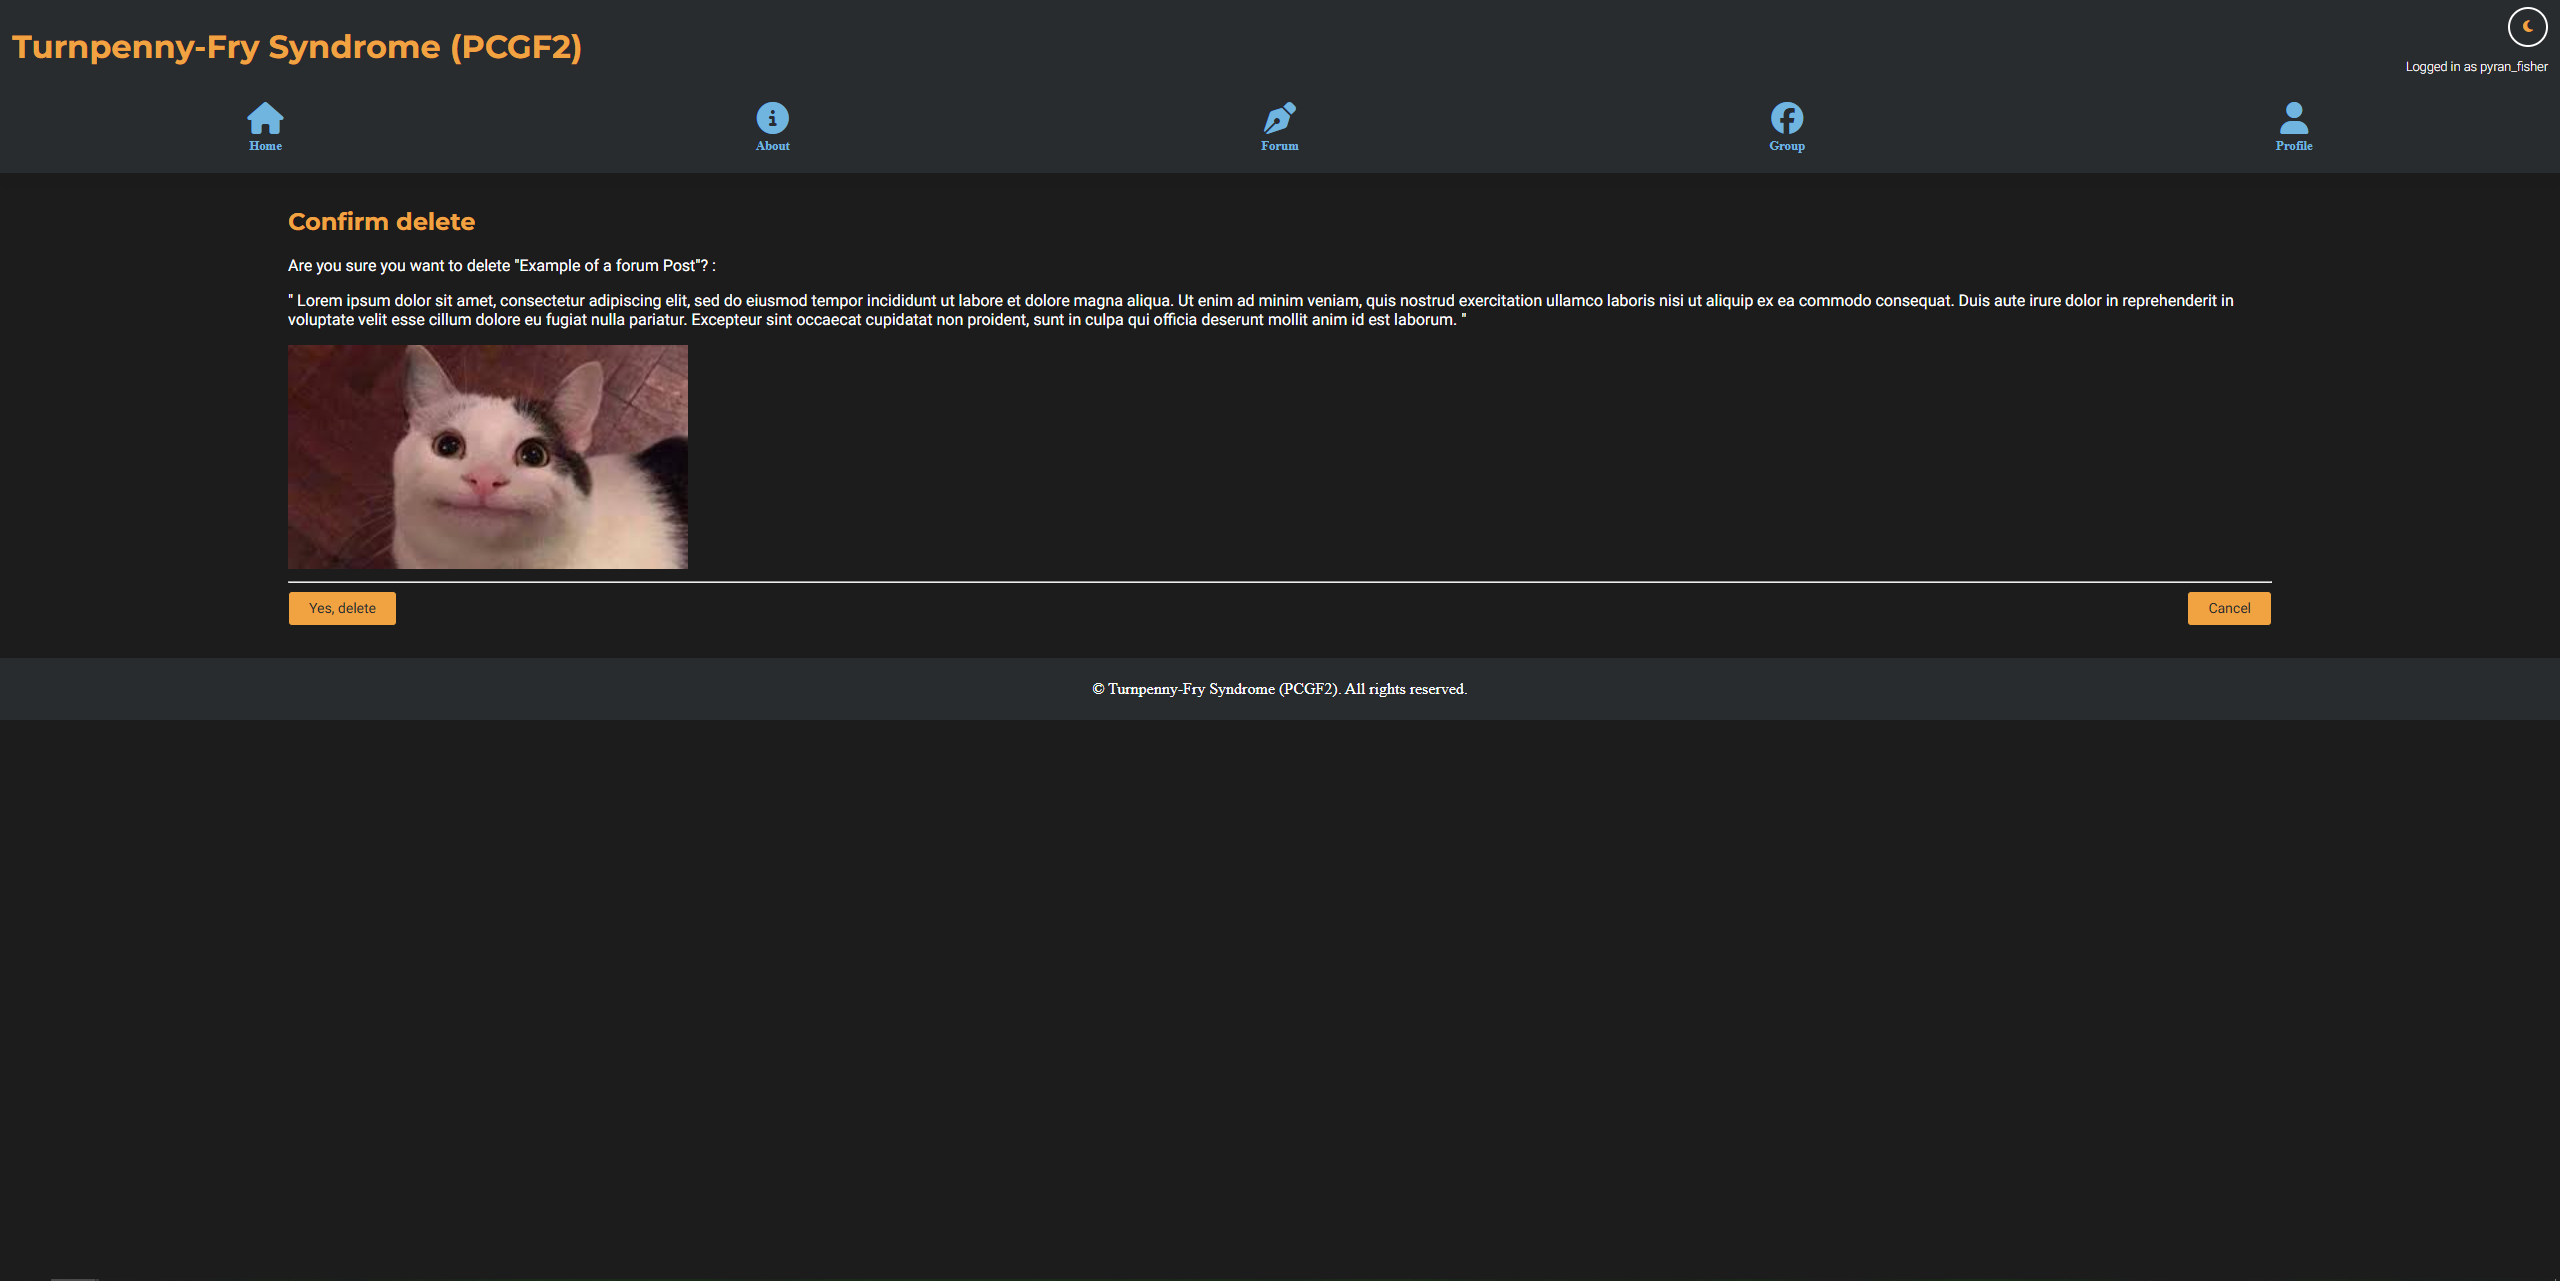 Turnpenny-Fry Syndrome (PCGF2)
Logged in as pyran_fisher
Home
About
Forum
Group
Profile
Confirm delete
Are you sure you want to delete "Example of a forum Post"? :
" Lorem ipsum dolor sit amet, consectetur adipiscing elit, sed do eiusmod tempor incididunt ut labore et dolore magna aliqua. Ut enim ad minim veniam, quis nostrud exercitation ullamco laboris nisi ut aliquip ex ea commodo consequat. Duis aute irure dolor in reprehenderit in
voluptate velit esse cillum dolore eu fugiat nulla pariatur. Excepteur sint occaecat cupidatat non proident, sunt in culpa qui officia deserunt mollit anim id est laborum. "
Yes, delete
Cancel
© Turnpenny-Fry Syndrome (PCGF2). All rights reserved.